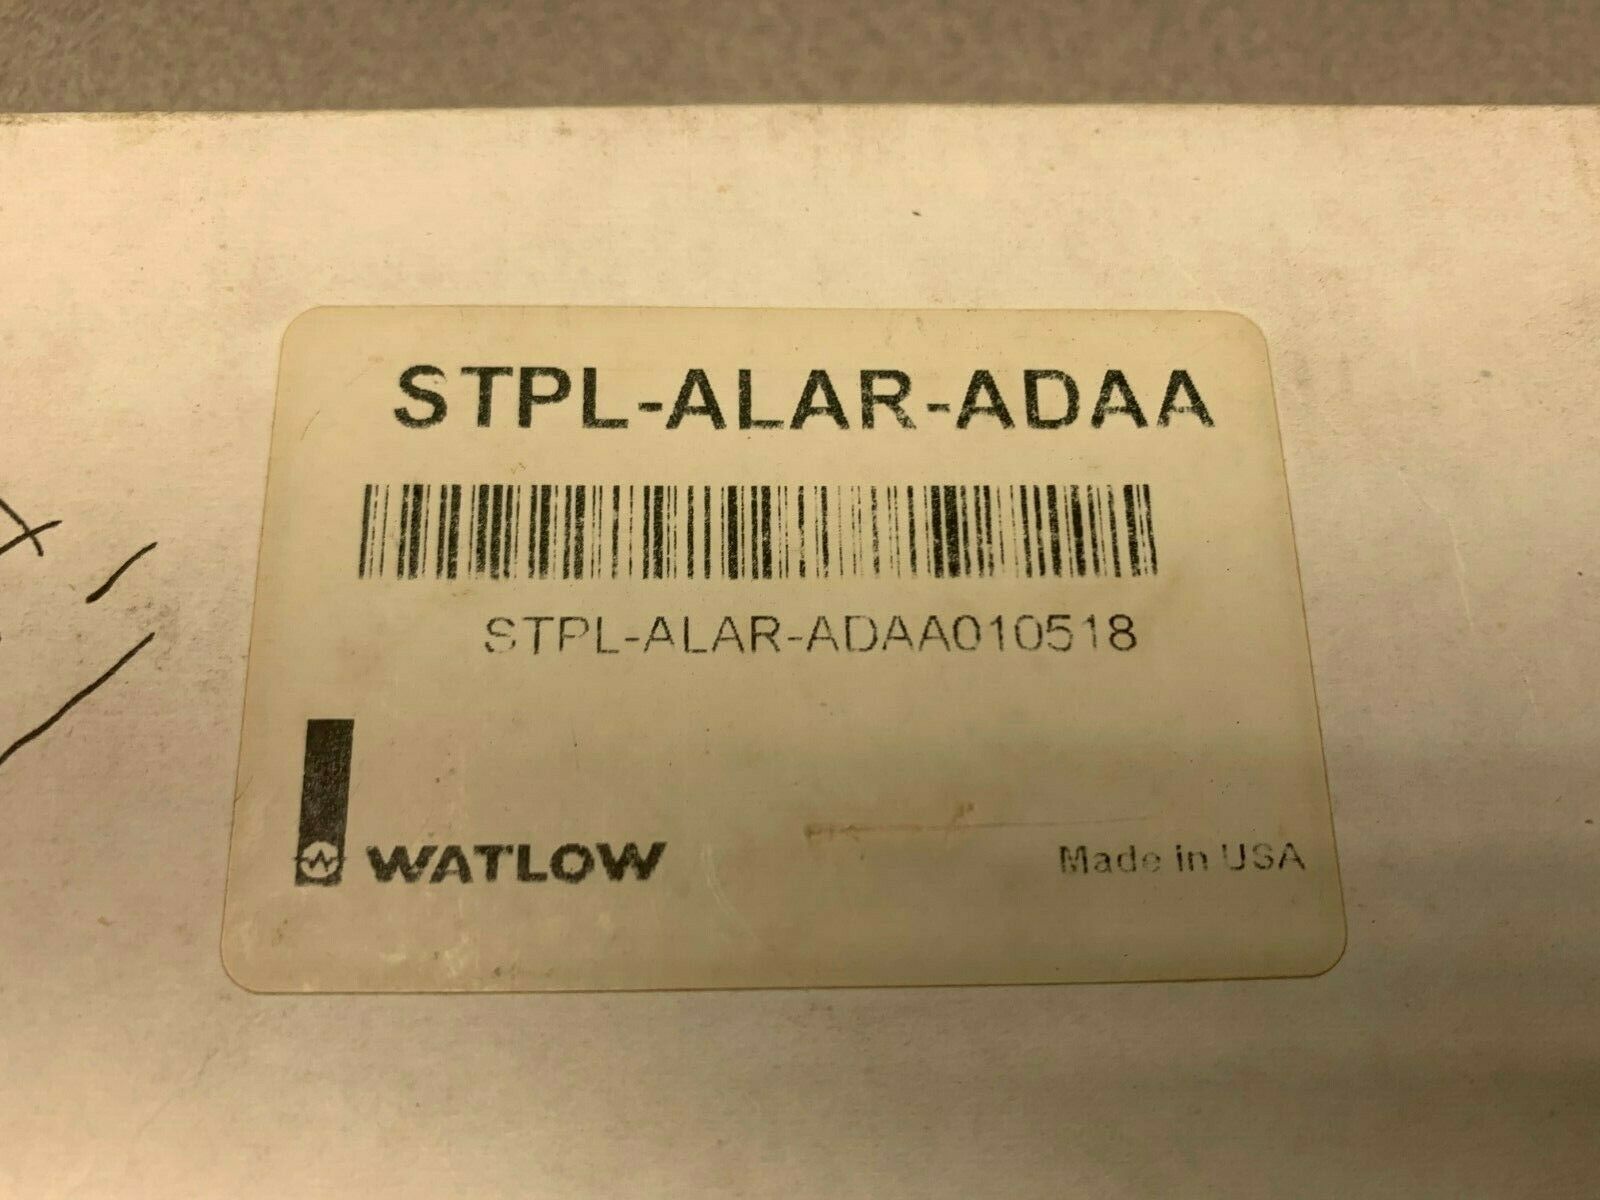 STPL-ALAR-ADAA
STPL-ALAR-ADAA010518
WATLOW
Made in USA